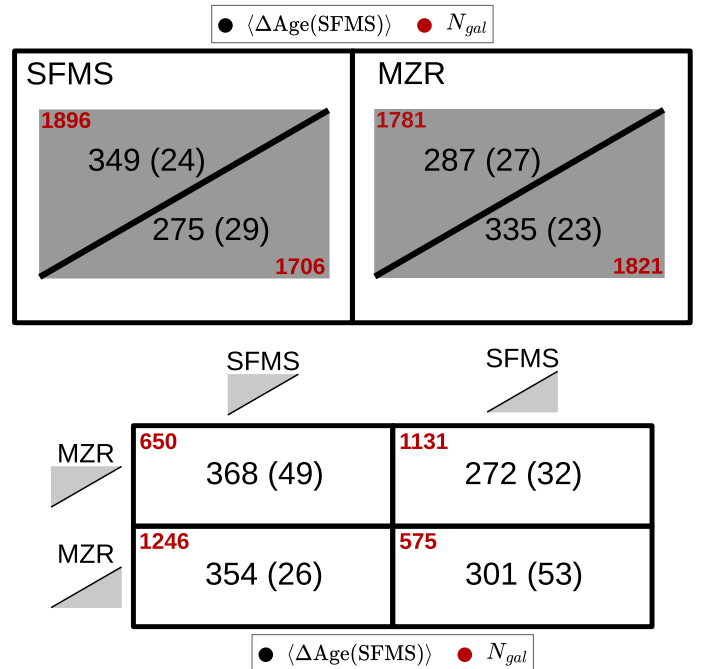 ⟨ΔAge(SFMS)⟩ N_gal
SFMS
MZR
1896
349 (24)
275 (29)
1706
1781
287 (27)
335 (23)
1821
SFMS
SFMS
MZR
650
368 (49)
1131
272 (32)
MZR
1246
354 (26)
575
301 (53)
⟨ΔAge(SFMS)⟩ N_gal